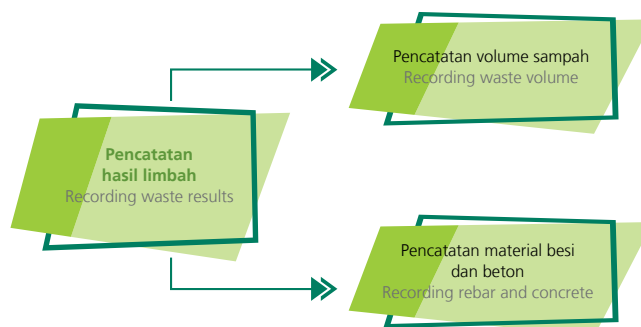 Pencatatan
hasil limbah
Recording waste results
Pencatatan volume sampah
Recording waste volume
Pencatatan material besi
dan beton
Recording rebar and concrete